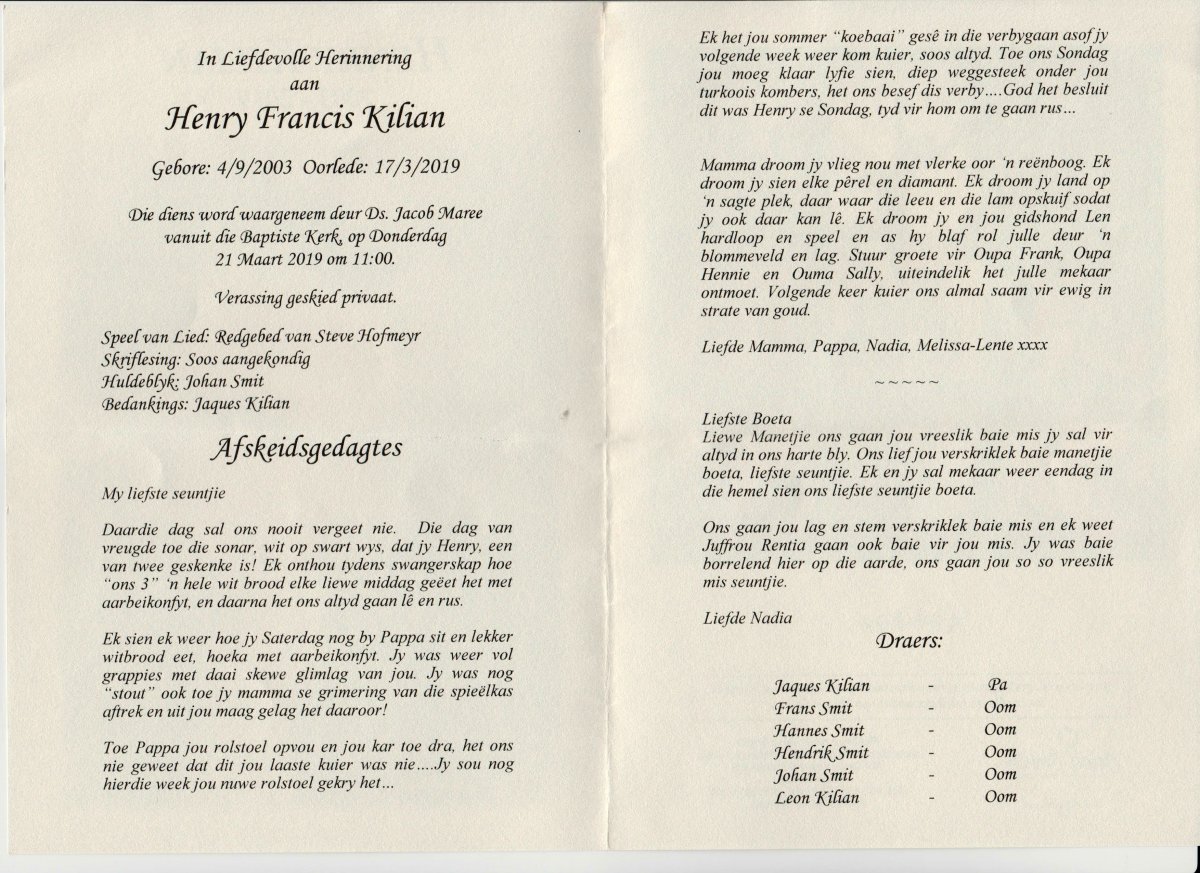 In Liefdevolle Herinnering
aan
Henry Francis Kilian
Gebore: 4/9/2003 Oorlede: 17/3/2019
Die diens word waargeneem deur Ds. Jacob Maree
vanuit die Baptiste Kerk, op Donderdag
21 Maart 2019 om 11:00.
Verassing geskied privaat.
Speel van Lied: Redgebed van Steve Hofmeyr
Skriflesing: Soos aangekondig
Huldeblyk: Johan Smit
Bedankings: Jaques Kilian
Afskeidsgedagtes
My liefste seuntjie
Daardie dag sal ons nooit vergeet nie. Die dag van
vreugde toe die sonar, wit op swart wys, dat jy Henry, een
van twee geskenke is! Ek onthou tydens swangerskap hoe
“ons 3” ‘n hele wit brood elke liewe middag geëet het met
aarbeikonfyt, en daarna het ons altyd gaan lê en rus.
Ek sien ek weer hoe jy Saterdag nog by Pappa sit en lekker
witbrood eet, hoeka met aarbeikonfyt. Jy was weer vol
grappies met daai skewe glimlag van jou. Jy was nog
“stout” ook toe jy mamma se grimering van die spieëlkas
aftrek en uit jou maag gelag het daaroor!
Toe Pappa jou rolstoel opvou en jou kar toe dra, het ons
nie geweet dat dit jou laaste kuier was nie....Jy sou nog
hierdie week jou nuwe rolstoel gekry het...
Ek het jou sommer “koebaai” gesê in die verbygaan asof jy
volgende week weer kom kuier, soos altyd. Toe ons Sondag
jou moeg klaar lyfie sien, diep weggesteek onder jou
turkoois kombers, het ons besef dis verby....God het besluit
dit was Henry se Sondag, tyd vir hom om te gaan rus...
Mamma droom jy vlieg nou met vlerke oor ‘n reënboog. Ek
droom jy sien elke pêrel en diamant. Ek droom jy land op
‘n sagte plek, daar waar die leeu en die lam opskuif sodat
jy ook daar kan lê. Ek droom jy en jou gidshond Len
hardloop en speel en as hy blaf rol julle deur ‘n
blommeveld en lag. Stuur groete vir Oupa Frank, Oupa
Hennie en Ouma Sally, uiteindelik het julle mekaar
ontmoet. Volgende keer kuier ons almal saam vir ewig in
strate van goud.
Liefde Mamma, Pappa, Nadia, Melissa-Lente xxxx
~~~~~
Liefste Boeta
Liewe Manetjie ons gaan jou vreeslik baie mis jy sal vir
altyd in ons harte bly. Ons lief jou verskriklek baie manetjie
boeta, liefste seuntjie. Ek en jy sal mekaar weer eendag in
die hemel sien ons liefste seuntjie boeta.
Ons gaan jou lag en stem verskriklek baie mis en ek weet
Juffrou Rentia gaan ook baie vir jou mis. Jy was baie
borrelend hier op die aarde, ons gaan jou so so vreeslik
mis seuntjie.
Liefde Nadia
Draers:
Jaques Kilian - Pa
Frans Smit - Oom
Hannes Smit - Oom
Hendrik Smit - Oom
Johan Smit - Oom
Leon Kilian - Oom